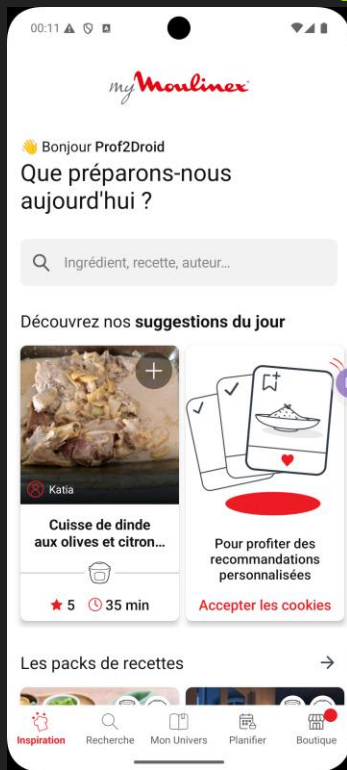 00:11
my Moulinex
👋 Bonjour Prof2Droid
Que préparons-nous
aujourd'hui ?
Ingrédient, recette, auteur...
Découvrez nos suggestions du jour
Katia
Cuisse de dinde
aux olives et citron...
5 35 min
Pour profiter des
recommandations
personnalisées
Accepter les cookies
Les packs de recettes
Inspiration Recherche Mon Univers Planifier Boutique